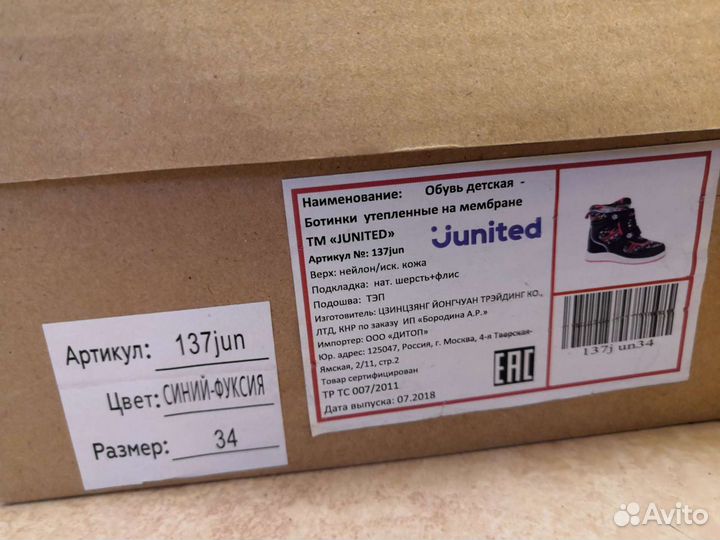 Наименование: Обувь детская -
Ботинки утепленные на мембране
ТМ «JUNITED»
Junited
Артикул №: 137jun
Верх: нейлон/иск. кожа
Подкладка: нат. шерсть+флис
Подошва: ТЭП
Изготовитель: ЦЗИНЦЗЯНГ ЙОНГЧУАН ТРЭЙДИНГ КО.,
ЛТД, КНР по заказу ИП «Бородина А.Р.»
Импортер: ООО «ДИТОП»
Юр. адрес: 125047, Россия, г. Москва, 4-я Тверская-
Ямская, 2/11, стр.2
Товар сертифицирован
ТР ТС 007/2011
Дата выпуска: 07.2018
EAC
137j un34
Артикул: 137jun
Цвет: СИНИЙ-ФУКСИЯ
Размер: 34
Avito